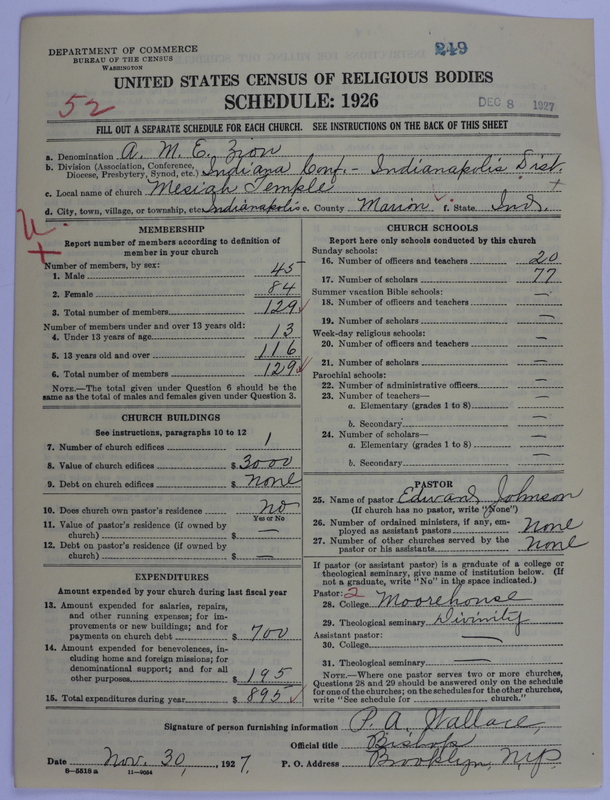 249
DEPARTMENT OF COMMERCE
BUREAU OF THE CENSUS
WASHINGTON
UNITED STATES CENSUS OF RELIGIOUS BODIES
SCHEDULE: 1926
52
DEC 8 1927
FILL OUT A SEPARATE SCHEDULE FOR EACH CHURCH. SEE INSTRUCTIONS ON THE BACK OF THIS SHEET
a. Denomination A. M. E. Zion
b. Division (Association, Conference, Diocese, Presbytery, Synod, etc.) Indiana Conf. - Indianapolis Dist.
c. Local name of church Mesiah Temple
d. City, town, village, or township, etc. Indianapolis e. County Marion f. State Ind.
MEMBERSHIP
Report number of members according to definition of
member in your church
Number of members, by sex:
1. Male 45
2. Female 84
3. Total number of members 129
Number of members under and over 13 years old:
4. Under 13 years of age 13
5. 13 years old and over 116
6. Total number of members 129
NOTE.—The total given under Question 6 should be the
same as the total of males and females given under Question 3.
CHURCH BUILDINGS
See instructions, paragraphs 10 to 12
7. Number of church edifices 1
8. Value of church edifices $ 3000
9. Debt on church edifices $ None
10. Does church own pastor's residence No
Yes or No
11. Value of pastor's residence (if owned by
church) $ —
12. Debt on pastor's residence (if owned by
church) $ —
EXPENDITURES
Amount expended by your church during last fiscal year
13. Amount expended for salaries, repairs,
and other running expenses; for im-
provements or new buildings; and for
payments on church debt $ 700
14. Amount expended for benevolences, in-
cluding home and foreign missions; for
denominational support; and for all
other purposes $ 195
15. Total expenditures during year $ 895
CHURCH SCHOOLS
Report here only schools conducted by this church
Sunday schools:
16. Number of officers and teachers 20
17. Number of scholars 77
Summer vacation Bible schools:
18. Number of officers and teachers —
19. Number of scholars —
Week-day religious schools:
20. Number of officers and teachers —
21. Number of scholars —
Parochial schools:
22. Number of administrative officers —
23. Number of teachers—
a. Elementary (grades 1 to 8) —
b. Secondary —
24. Number of scholars—
a. Elementary (grades 1 to 8) —
b. Secondary —
PASTOR
25. Name of pastor Edward Johnson
(If church has no pastor, write "None")
26. Number of ordained ministers, if any, em-
ployed as assistant pastors None
27. Number of other churches served by the
pastor or his assistants None
If pastor (or assistant pastor) is a graduate of a college or
theological seminary, give name of institution below. (If
not a graduate, write "No" in the space indicated.)
Pastor: 2
28. College Moorehouse
29. Theological seminary Divinity
Assistant pastor:
30. College —
31. Theological seminary —
NOTE.—Where one pastor serves two or more churches,
Questions 28 and 29 should be answered only on the schedule
for one of the churches; on the schedules for the other churches,
write "See schedule for church."
Signature of person furnishing information P. A. Wallace,
Official title Bishop
Date Nov. 30, 1927. P. O. Address Brooklyn, N.Y.
8—5518 a 11—9054